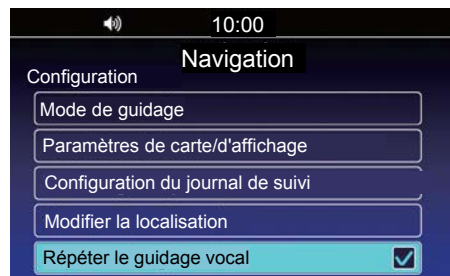 10:00
Navigation
Configuration
Mode de guidage
Paramètres de carte/d'affichage
Configuration du journal de suivi
Modifier la localisation
Répéter le guidage vocal